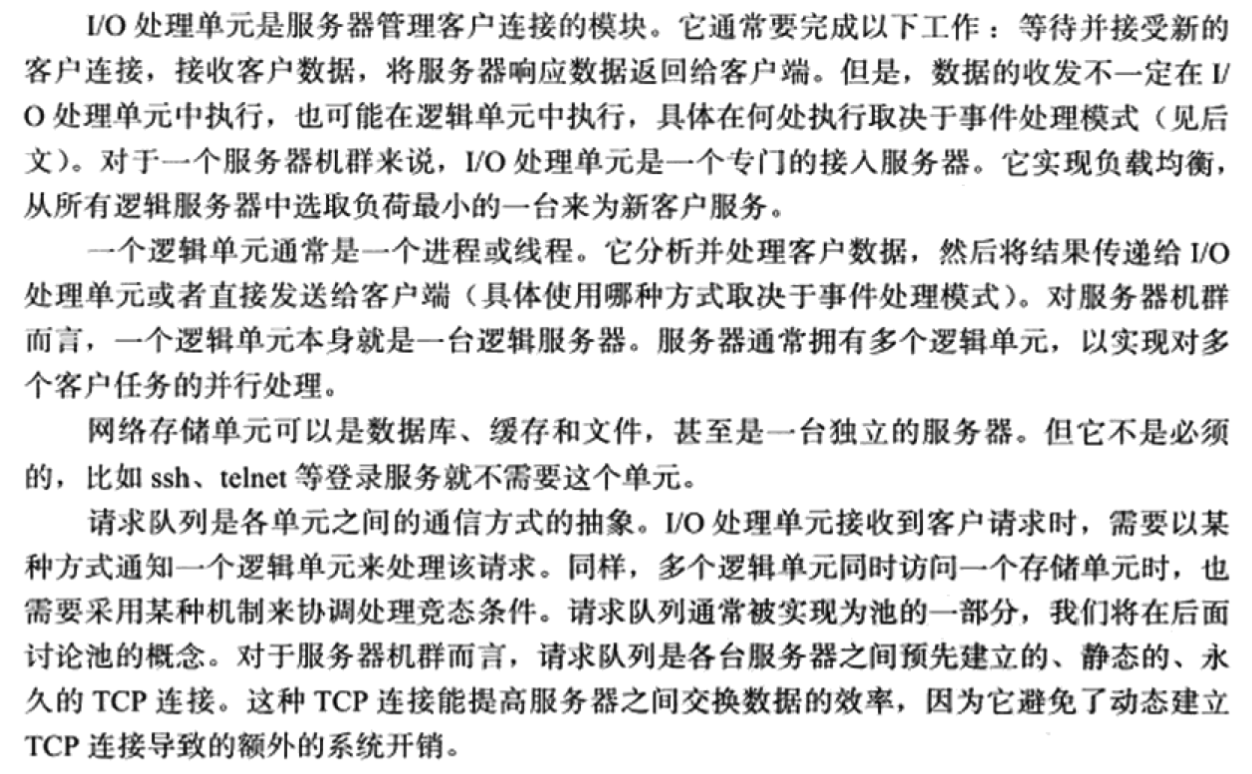 I/O 处理单元是服务器管理客户连接的模块。它通常要完成以下工作：等待并接受新的
客户连接，接收客户数据，将服务器响应数据返回给客户端。但是，数据的收发不一定在 I/
O 处理单元中执行，也可能在逻辑单元中执行，具体在何处执行取决于事件处理模式（见后
文）。对于一个服务器机群来说，I/O 处理单元是一个专门的接入服务器。它实现负载均衡，
从所有逻辑服务器中选取负荷最小的一台来为新客户服务。
一个逻辑单元通常是一个进程或线程。它分析并处理客户数据，然后将结果传递给 I/O
处理单元或者直接发送给客户端（具体使用哪种方式取决于事件处理模式）。对服务器机群
而言，一个逻辑单元本身就是一台逻辑服务器。服务器通常拥有多个逻辑单元，以实现对多
个客户任务的并行处理。
网络存储单元可以是数据库、缓存和文件，甚至是一台独立的服务器。但它不是必须
的，比如 ssh、telnet 等登录服务就不需要这个单元。
请求队列是各单元之间的通信方式的抽象。I/O 处理单元接收到客户请求时，需要以某
种方式通知一个逻辑单元来处理该请求。同样，多个逻辑单元同时访问一个存储单元时，也
需要采用某种机制来协调处理竞态条件。请求队列通常被实现为池的一部分，我们将在后面
讨论池的概念。对于服务器机群而言，请求队列是各台服务器之间预先建立的、静态的、永
久的 TCP 连接。这种 TCP 连接能提高服务器之间交换数据的效率，因为它避免了动态建立
TCP 连接导致的额外的系统开销。